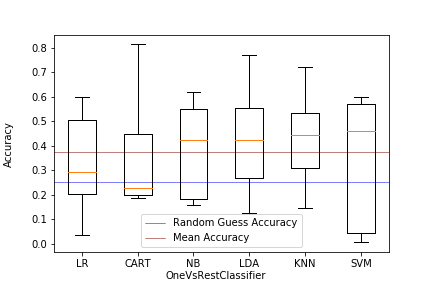 0.8
0.7
0.6
0.5
0.4
0.3
0.2
0.1
0.0
Accuracy
Random Guess Accuracy
Mean Accuracy
LR CART NB LDA KNN SVM
OneVsRestClassifier